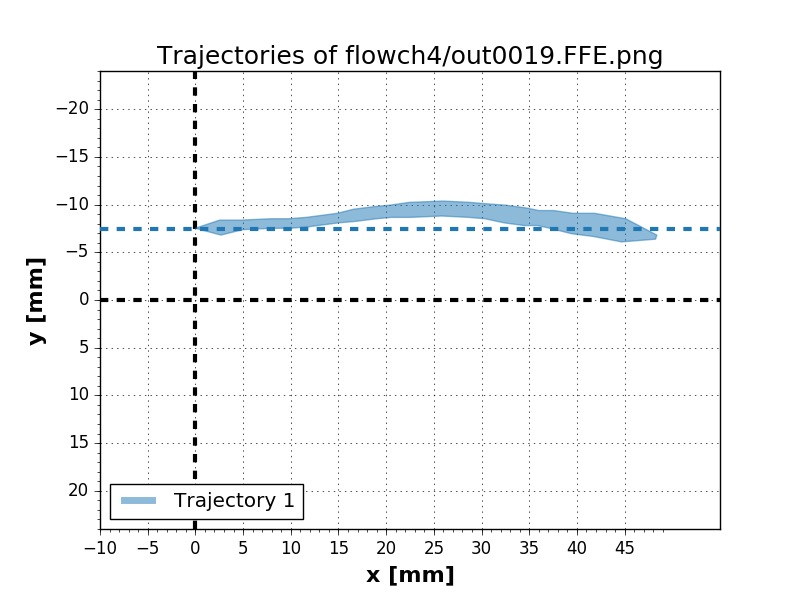 Trajectories of flowch4/out0019.FFE.png
−20
−15
−10
−5
0
5
10
15
20
y [mm]
Trajectory 1
−10 −5 0 5 10 15 20 25 30 35 40 45
x [mm]